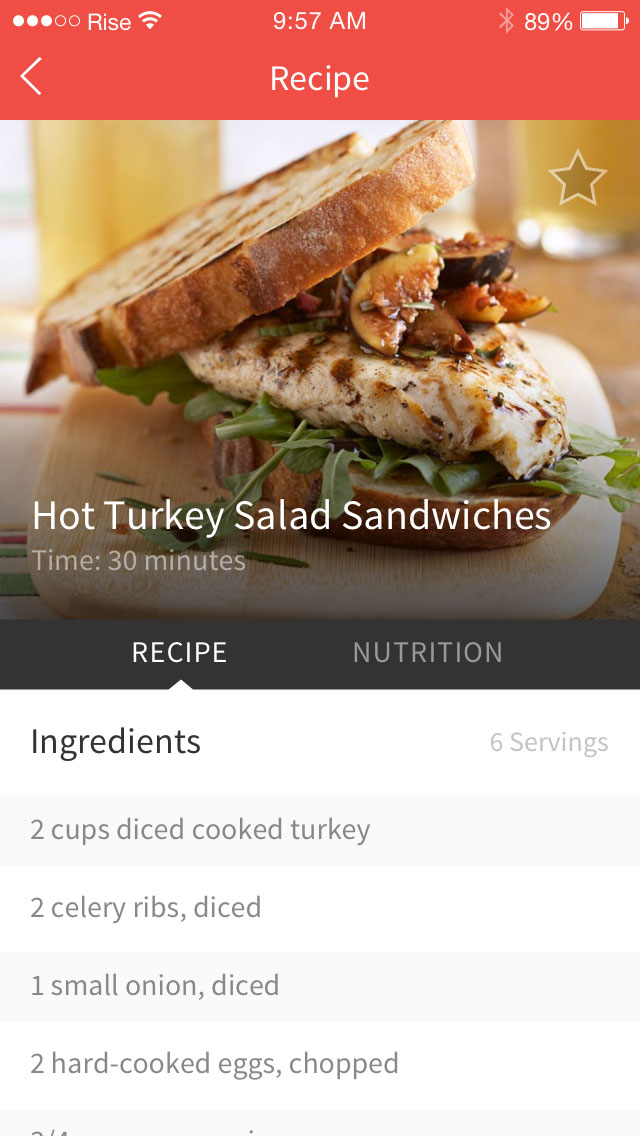 Rise 9:57 AM 89%
Recipe
Hot Turkey Salad Sandwiches
Time: 30 minutes
RECIPE NUTRITION
Ingredients 6 Servings
2 cups diced cooked turkey
2 celery ribs, diced
1 small onion, diced
2 hard-cooked eggs, chopped